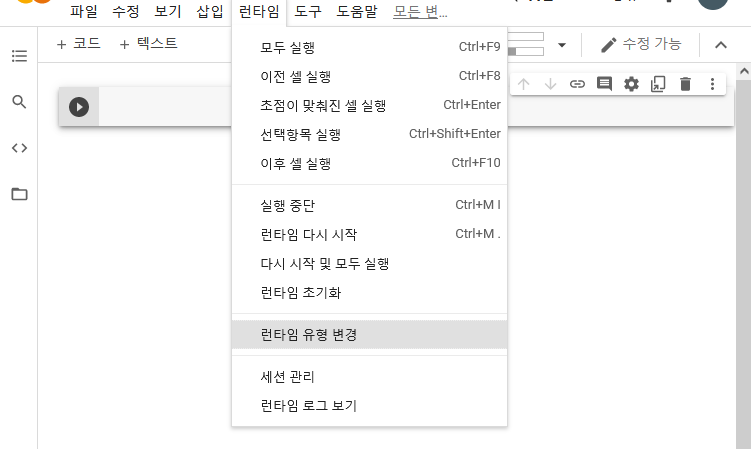 파일 수정 보기 삽입 런타임 도구 도움말 모든 변…
+ 코드 + 텍스트 수정 가능
모두 실행 Ctrl+F9
이전 셀 실행 Ctrl+F8
초점이 맞춰진 셀 실행 Ctrl+Enter
선택항목 실행 Ctrl+Shift+Enter
이후 셀 실행 Ctrl+F10
실행 중단 Ctrl+M I
런타임 다시 시작 Ctrl+M .
다시 시작 및 모두 실행
런타임 초기화
런타임 유형 변경
세션 관리
런타임 로그 보기